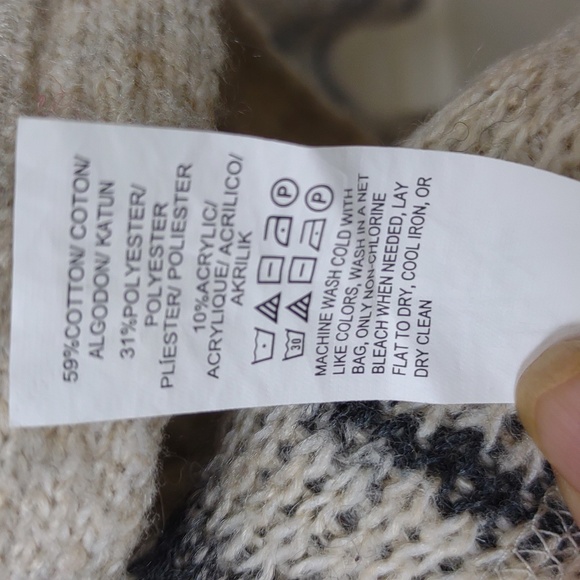 59%COTTON/ COTON/
ALGODON/ KATUN
31%POLYESTER/
POLYESTER
PLIESTER/ POLIESTER
10%ACRYLIC/
ACRYLIQUE/ ACRILICO/
AKRILIK
P
30 P
MACHINE WASH COLD WITH
LIKE COLORS, WASH IN A NET
BAG, ONLY NON-CHLORINE
BLEACH WHEN NEEDED, LAY
FLAT TO DRY, COOL IRON, OR
DRY CLEAN